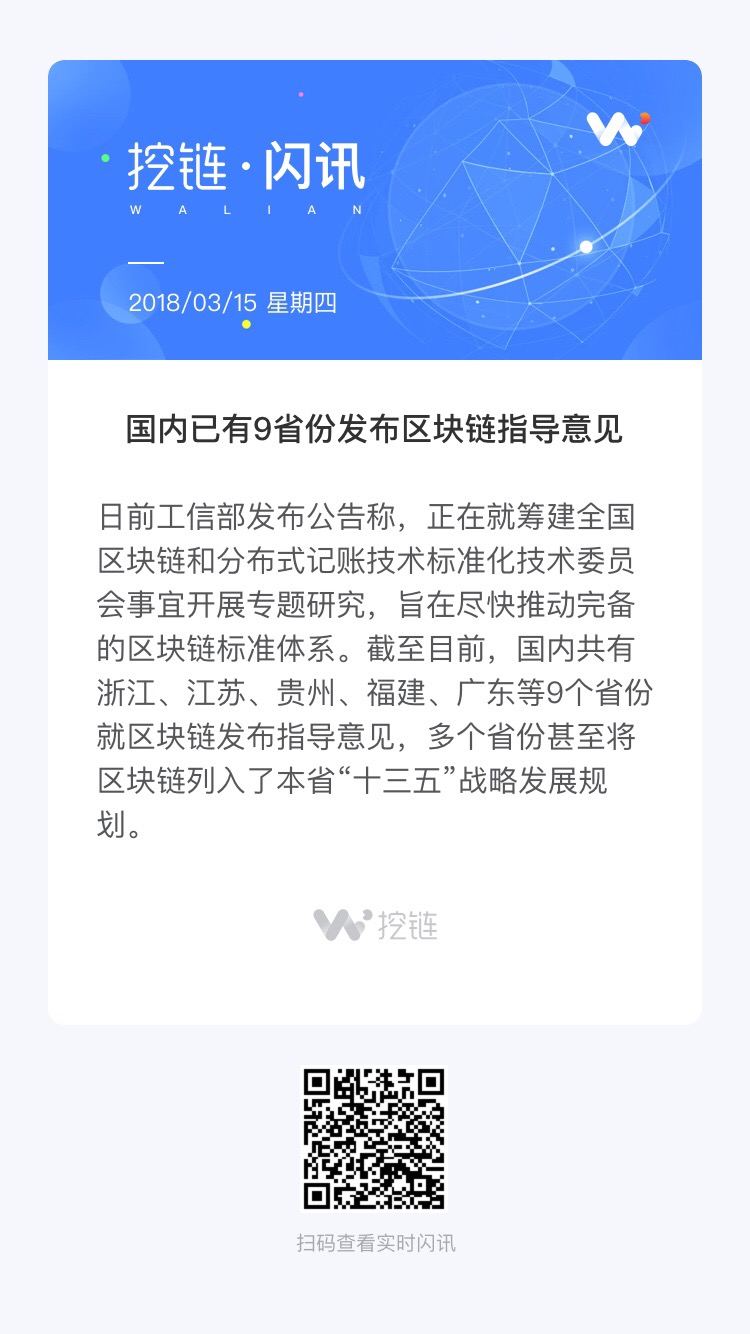 挖链·闪讯
WALIAN
2018/03/15 星期四
国内已有9省份发布区块链指导意见
日前工信部发布公告称，正在就筹建全国
区块链和分布式记账技术标准化技术委员
会事宜开展专题研究，旨在尽快推动完备
的区块链标准体系。截至目前，国内共有
浙江、江苏、贵州、福建、广东等9个省份
就区块链发布指导意见，多个省份甚至将
区块链列入了本省“十三五”战略发展规
划。
挖链
扫码查看实时闪讯